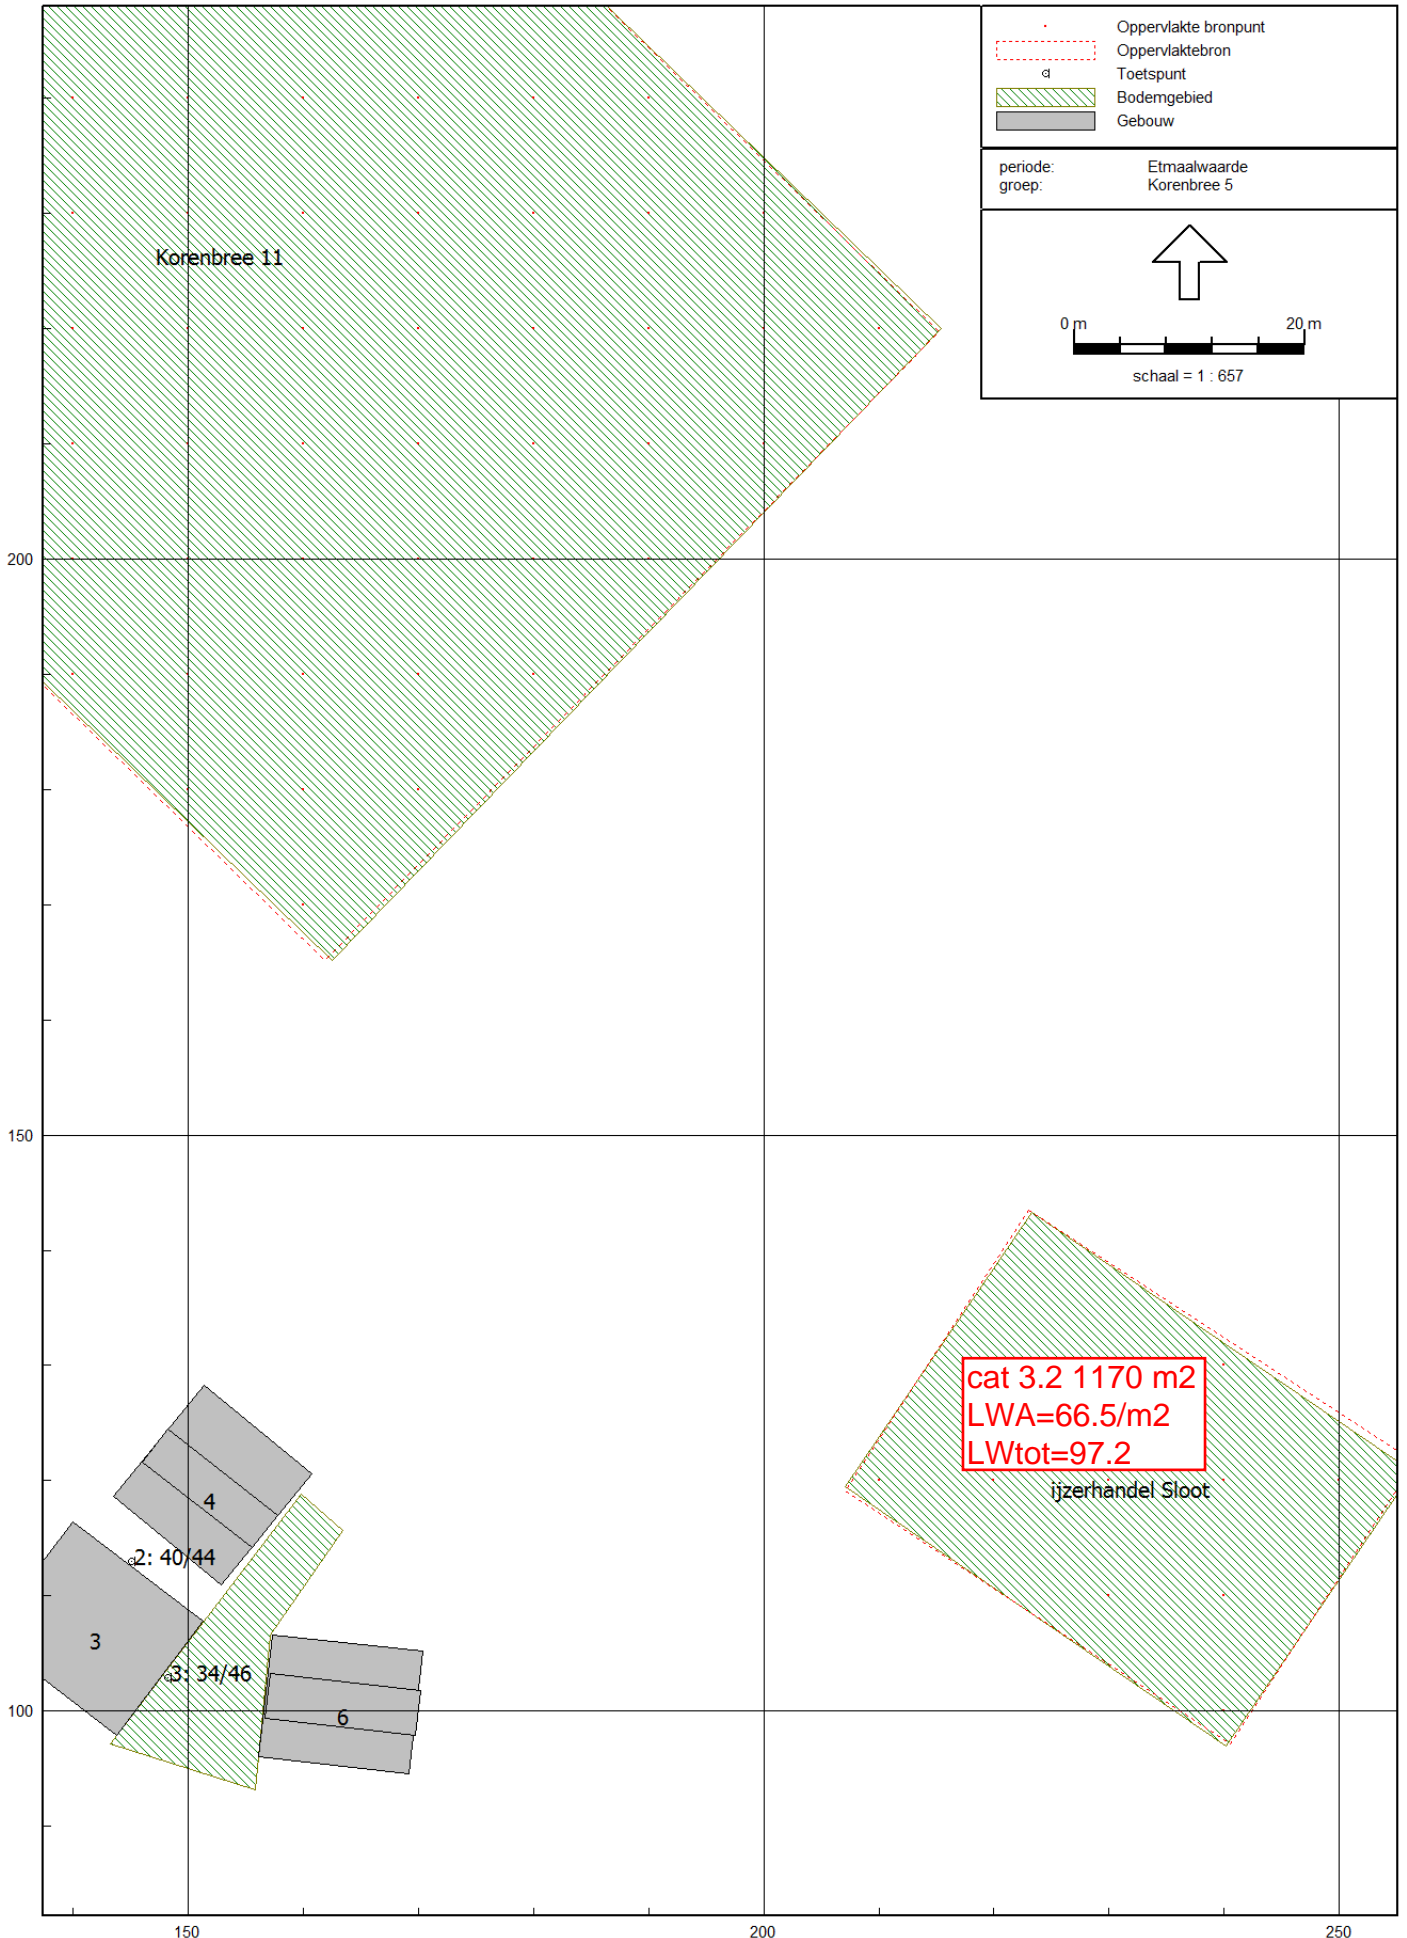 Oppervlakte bronpunt
Oppervlaktebron
Toetspunt
Bodemgebied
Gebouw
periode: Etmaalwaarde
groep: Korenbree 5
0 m 20 m
schaal = 1 : 657
Korenbree 11
200
150
cat 3.2 1170 m2
LWA=66.5/m2
LWtot=97.2
ijzerhandel Sloot
4
2: 40/44
3
3: 34/46
6
100
150 200 250